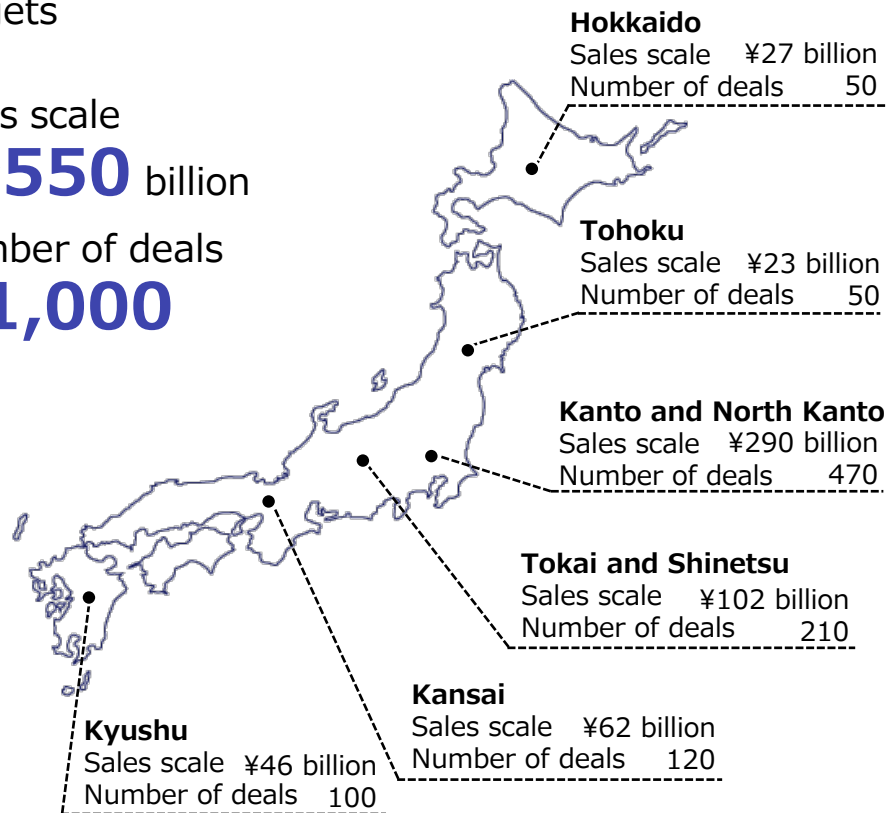 s scale
550 billion
of deals
1,000
Hokkaido
Sales scale ¥27 billion
Number of deals 50
Tohoku
Sales scale ¥23 billion
Number of deals 50
Kanto and North Kanto
Sales scale ¥290 billion
Number of deals 470
Tokai and Shinetsu
Sales scale ¥102 billion
Number of deals 210
Kansai
Sales scale ¥62 billion
Number of deals 120
Kyushu
Sales scale ¥46 billion
Number of deals 100